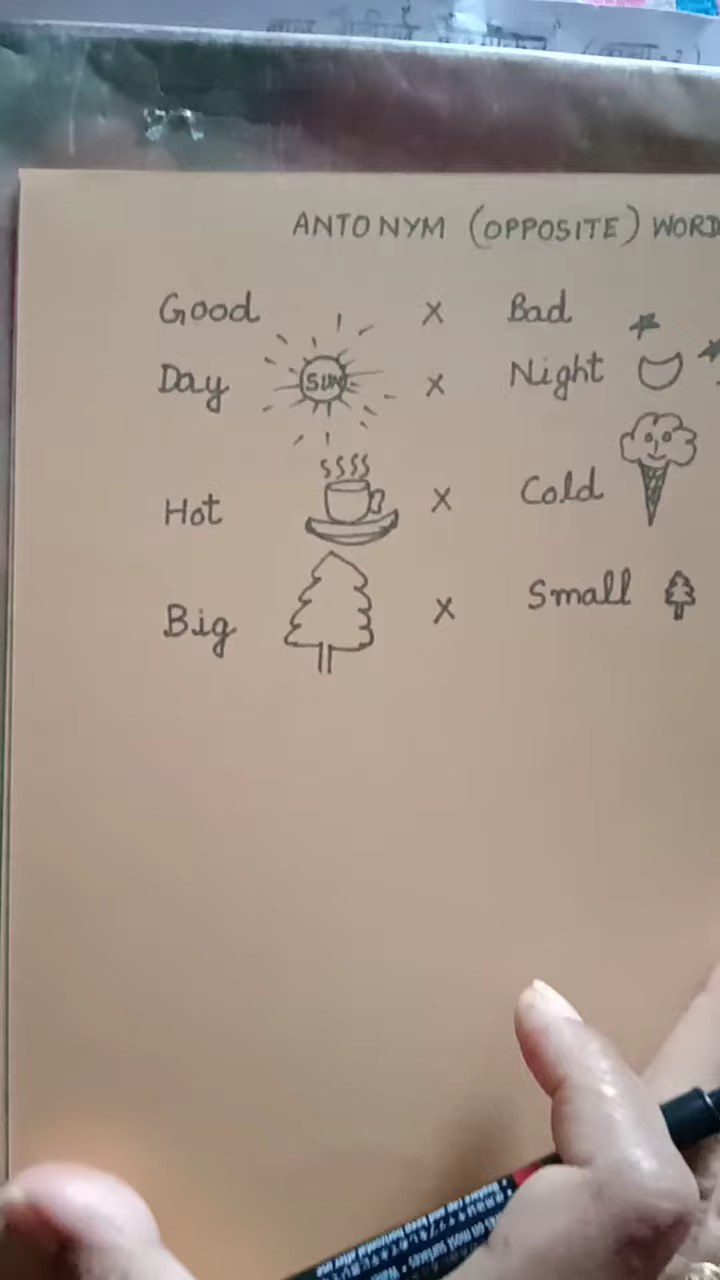 ANTONYM (OPPOSITE) WORD
Good x Bad
Day SUN x Night
Hot x Cold
Big x Small